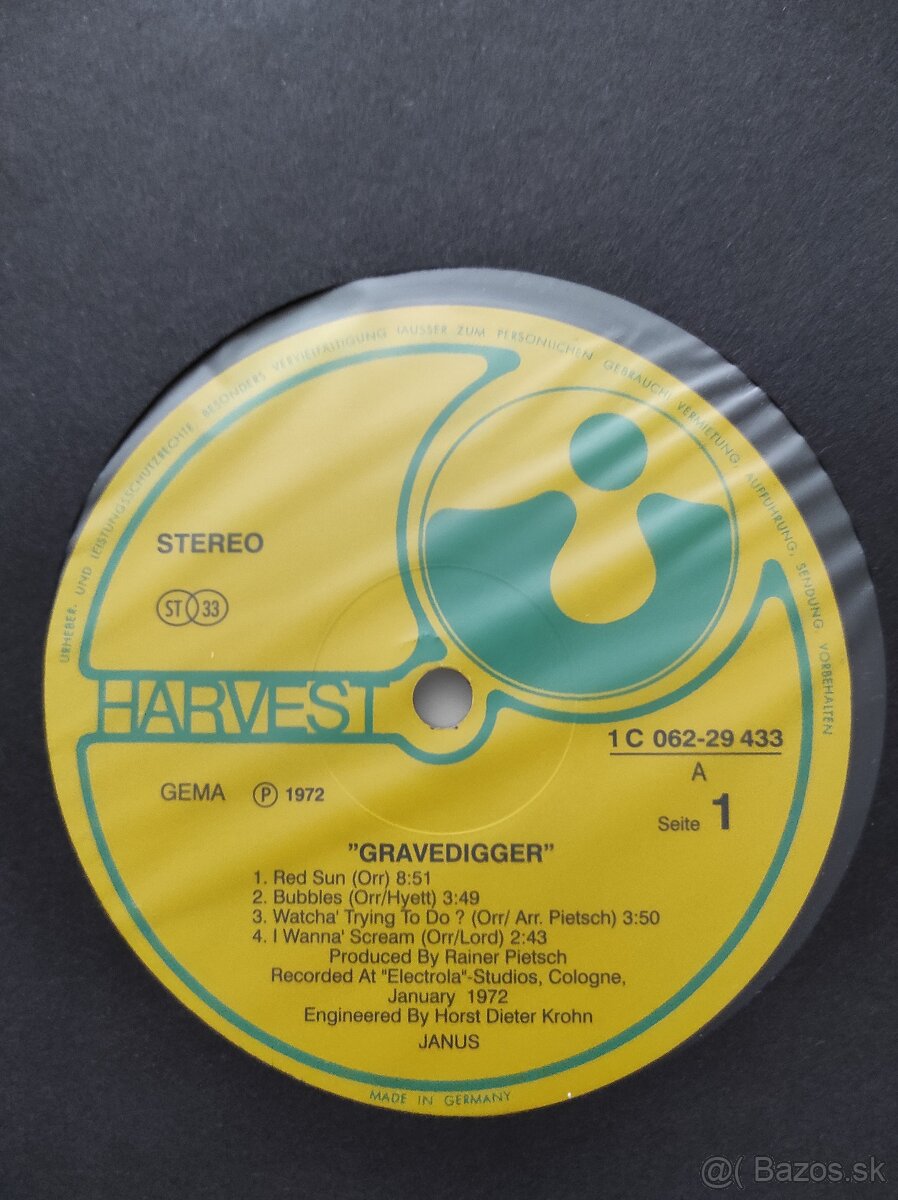 URHEBER- UND LEISTUNGSSCHUTZRECHTE BESONDERS VERVIELFÄLTIGUNG (AUSSER ZUM PERSÖNLICHEN GEBRAUCH), VERMIETUNG, AUFFÜHRUNG, SENDUNG, VORBEHALTEN
STEREO
ST 33
HARVEST
1 C 062-29 433
A
Seite 1
GEMA ℗ 1972
"GRAVEDIGGER"
1. Red Sun (Orr) 8:51
2. Bubbles (Orr/Hyett) 3:49
3. Watcha' Trying To Do ? (Orr/ Arr. Pietsch) 3:50
4. I Wanna' Scream (Orr/Lord) 2:43
Produced By Rainer Pietsch
Recorded At "Electrola"-Studios, Cologne,
January 1972
Engineered By Horst Dieter Krohn
JANUS
MADE IN GERMANY
@( Bazos.sk